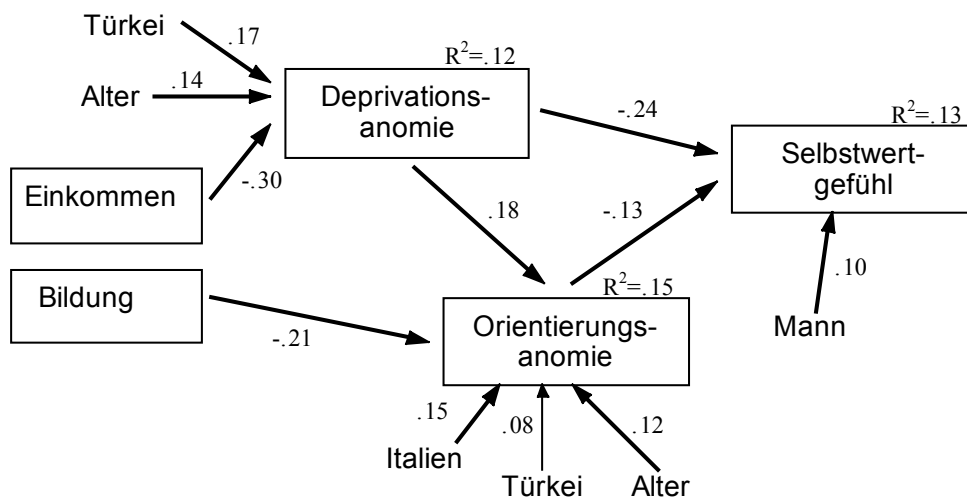 Türkei
.17
R²=.12
Alter
.14
Deprivations-
anomie
-.24
R²=.13
Selbstwert-
gefühl
Einkommen
-.30
.18
-.13
.10
Bildung
-.21
R²=.15
Orientierungs-
anomie
Mann
.15
.08
.12
Italien
Türkei
Alter